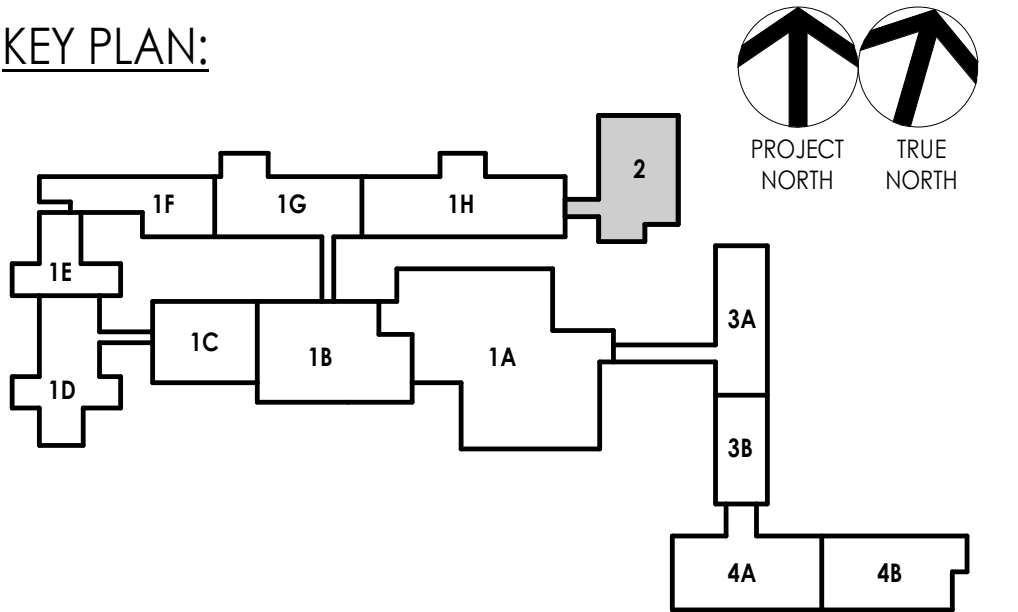 KEY PLAN:
PROJECT
NORTH
TRUE
NORTH
2
1F
1G
1H
1E
3A
1C
1B
1A
1D
3B
4A
4B